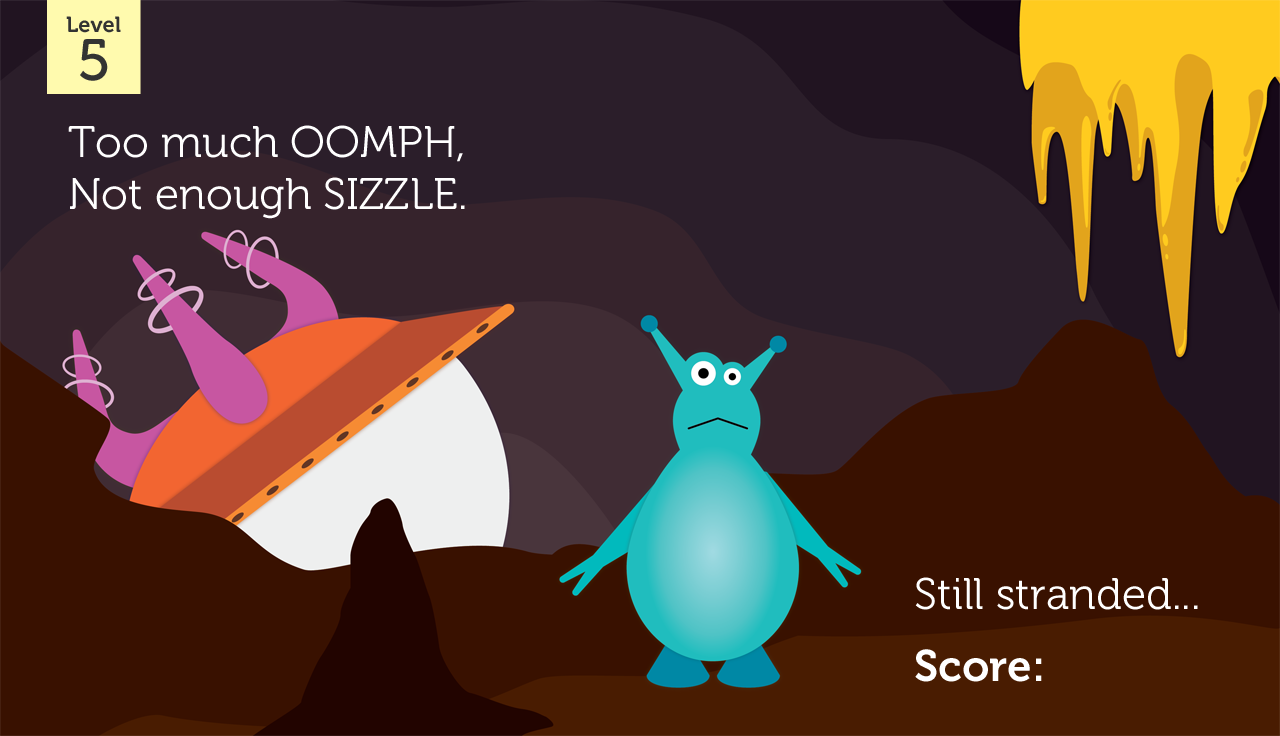 Level
5
Too much OOMPH,
Not enough SIZZLE.
Still stranded...
Score: